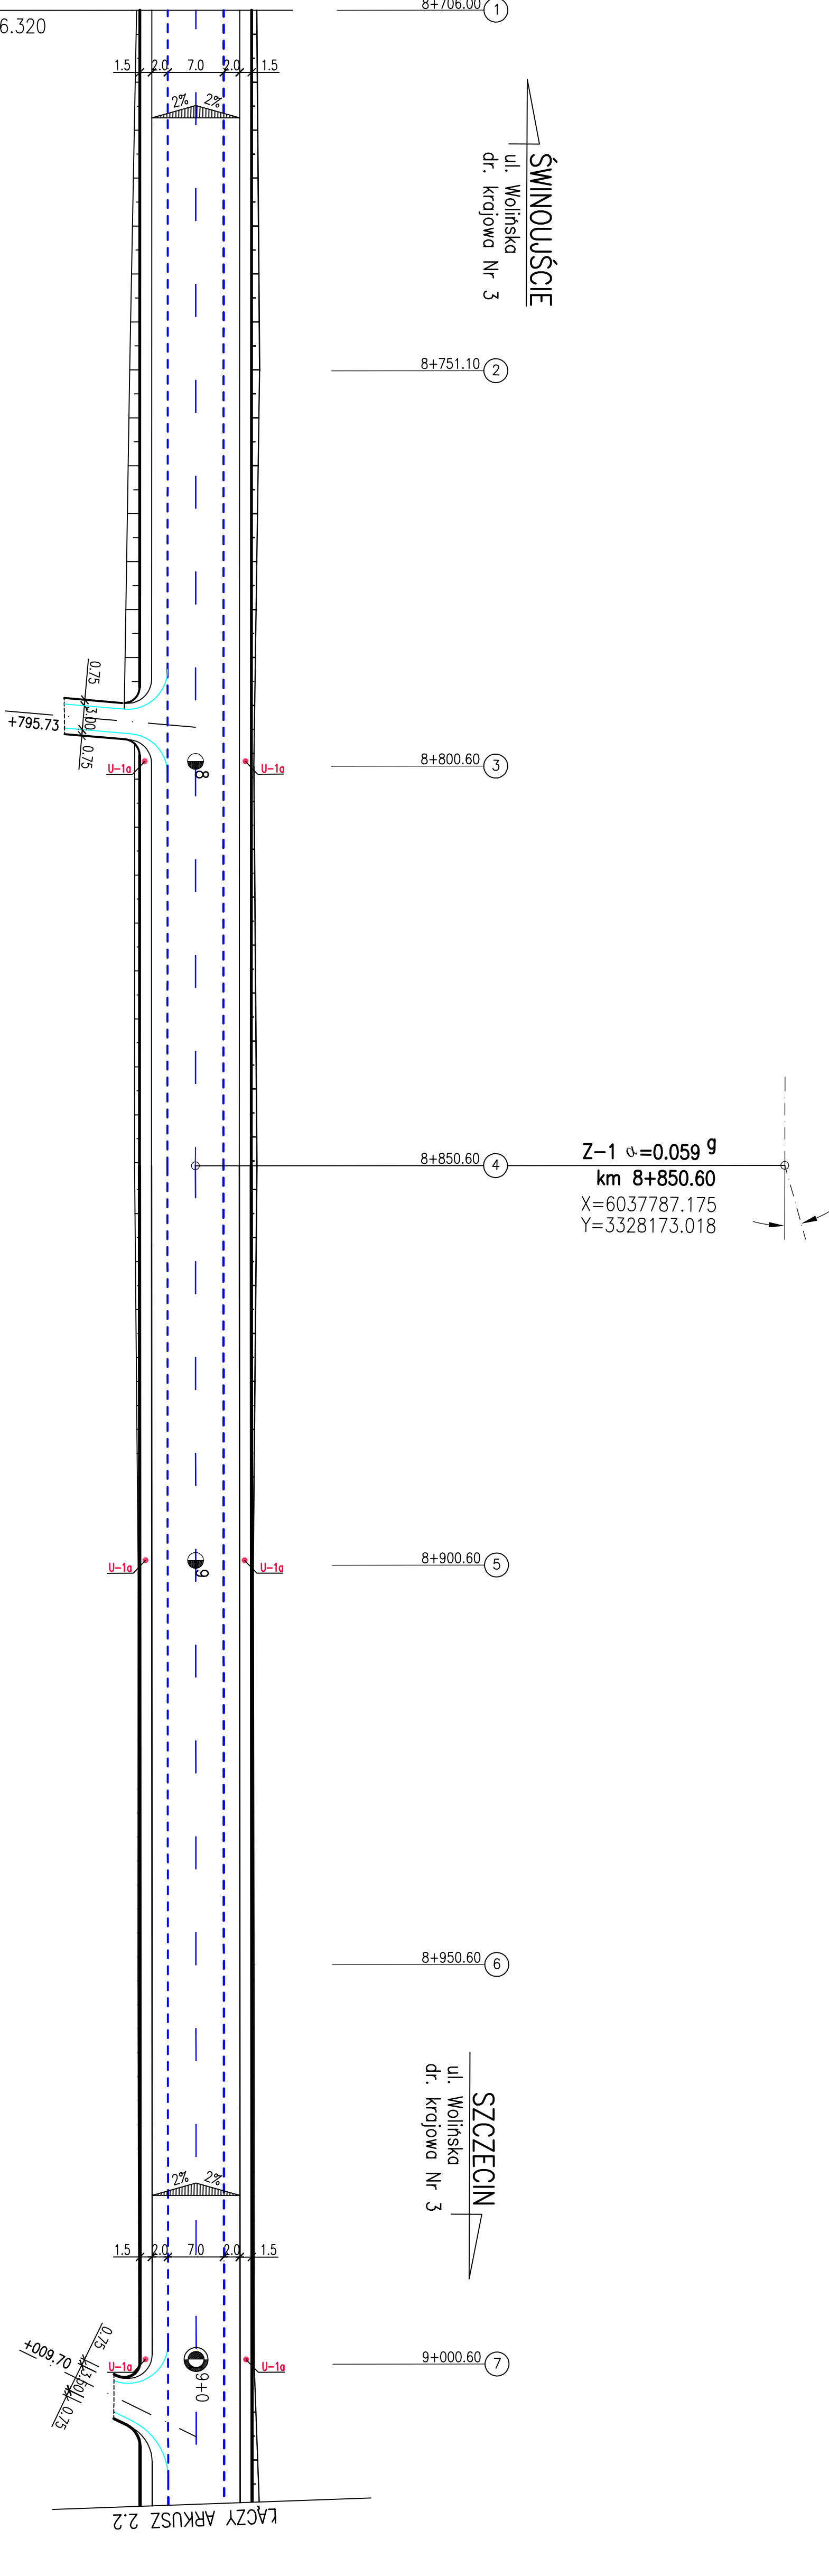 8+706.00 1
6.320
1.5 2.0 7.0 2.0 1.5
2% 2%
ŚWINOUJŚCIE
ul. Wolińska
dr. krajowa Nr 3
8+751.10 2
0.75
3.00
0.75
+795.73
U-1a
8
U-1a
8+800.60 3
8+850.60 4
Z-1 α=0.059 g
km 8+850.60
X=6037787.175
Y=3328173.018
U-1a
9
U-1a
8+900.60 5
8+950.60 6
SZCZECIN
ul. Wolińska
dr. krajowa Nr 3
2% 2%
1.5 2.0 7.0 2.0 1.5
+009.70
0.75
3.50
0.75
U-1a
9+0
U-1a
9+000.60 7
ŁĄCZY ARKUSZ 2.2